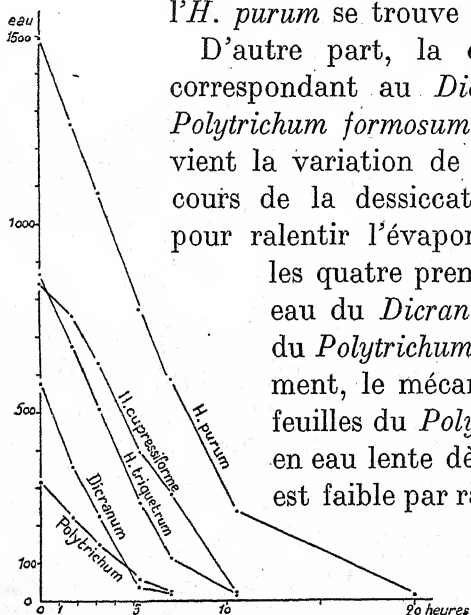 l'H. purum se trouve
D'autre part, la
correspondant au
Polytrichum formosum
vient la variation de
cours de la dessiccat
pour ralentir l'évapor
les quatre prem
eau du Dicran
du Polytrichum
ment, le mécan
feuilles du Poly
en eau lente dè
est faible par ra
eau
1500
1000
500
100
0
H. purum
H. cupressiforme
H. triquetrum
Dicranum
Polytrichum
0 1 5 10 20 heures